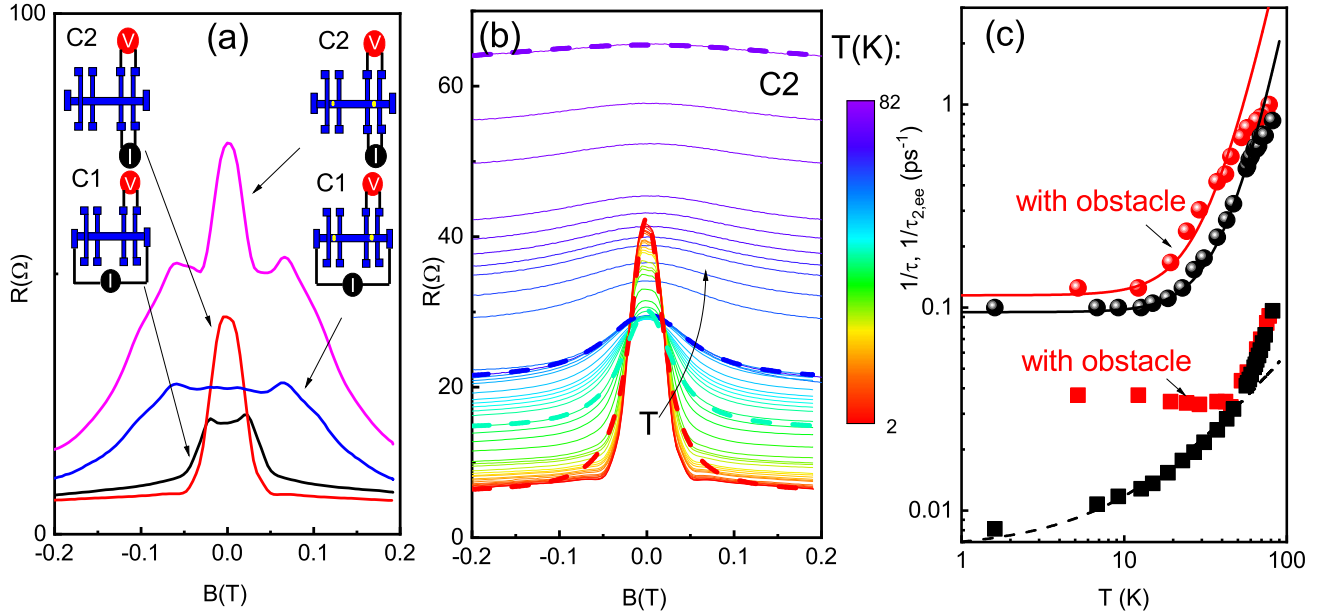 (a)
C2
V
I
C1
V
I
C2
V
I
C1
V
I
100
0
R(Ω)
-0.2
-0.1
0.0
0.1
0.2
B(T)
(b)
C2
T
60
40
20
0
R(Ω)
-0.2
-0.1
0.0
0.1
0.2
B(T)
T(K):
82
2
(c)
with obstacle
with obstacle
1/τ, 1/τ2,ee (ps-1)
1
0.1
0.01
1
10
100
T (K)